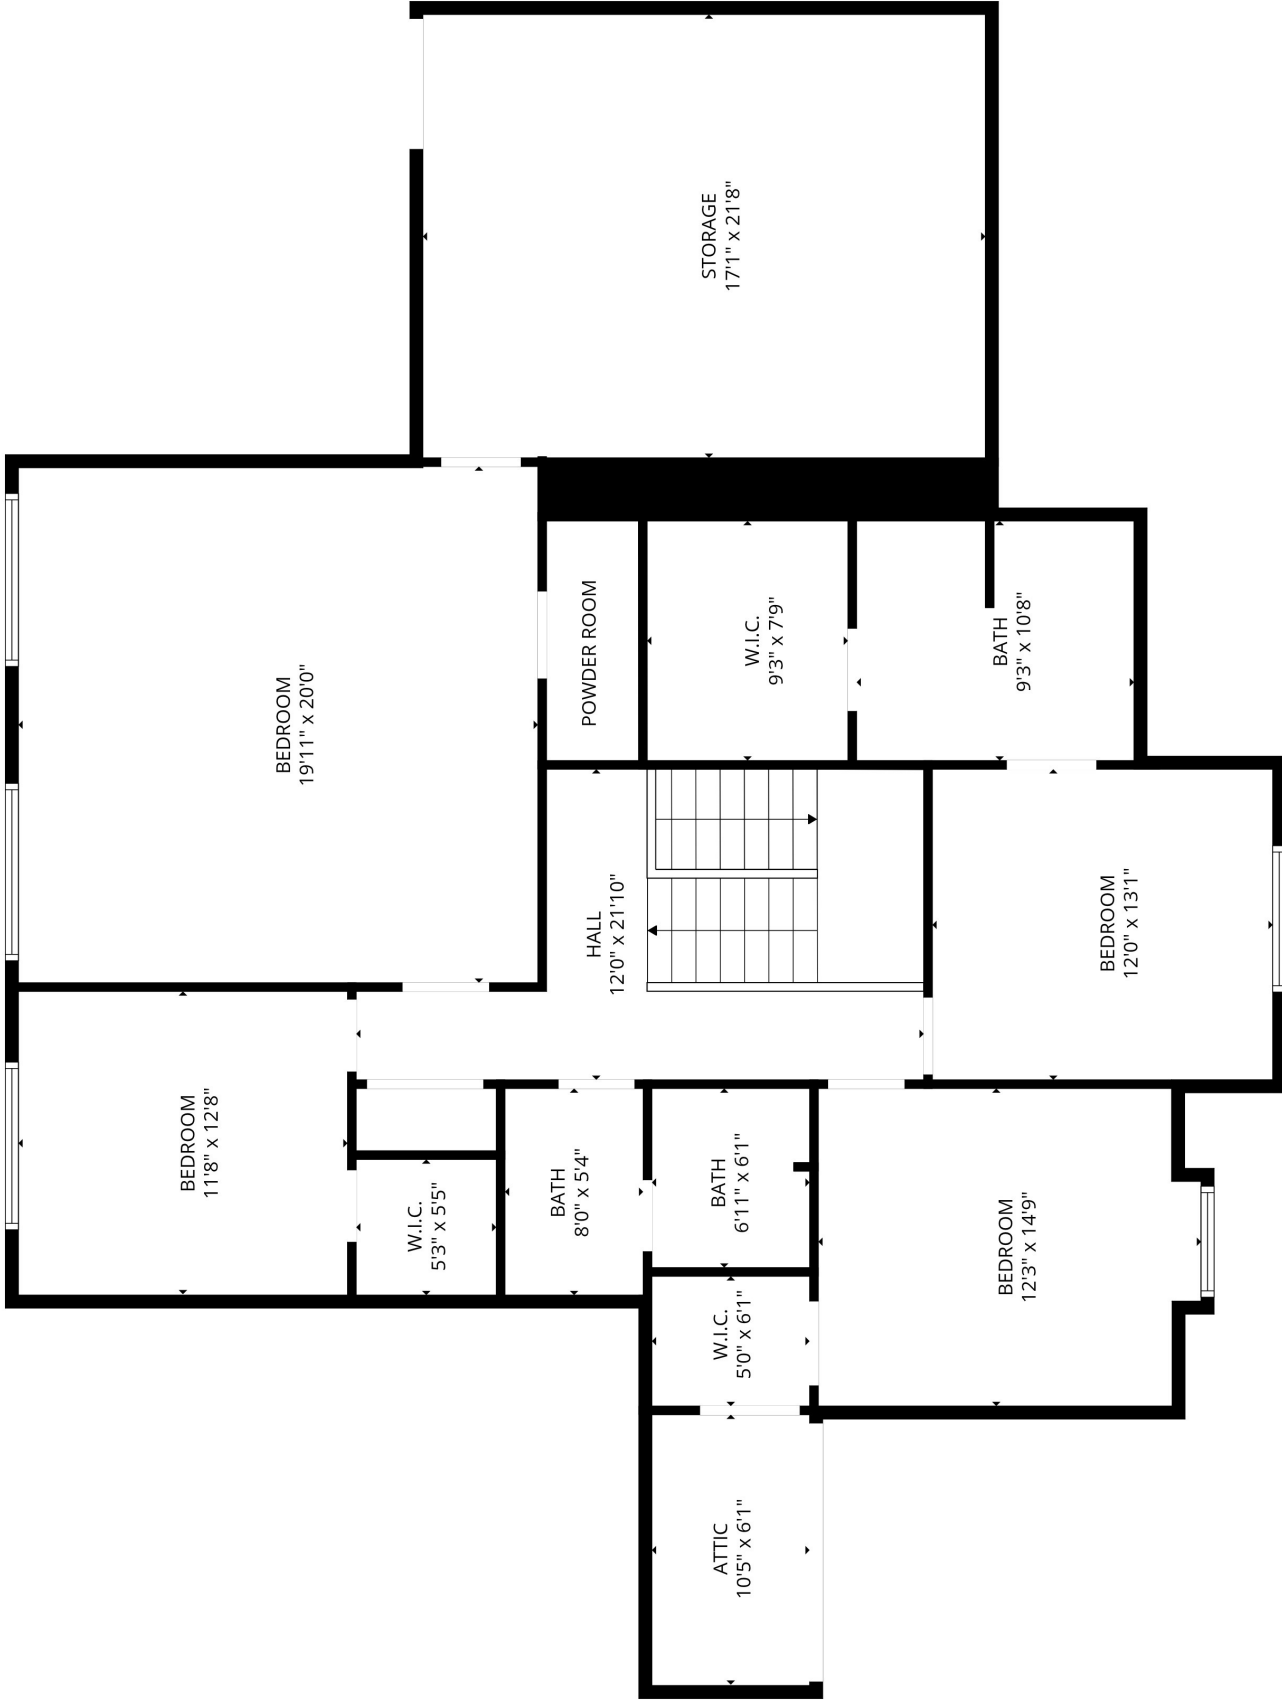 STORAGE
17'1" x 21'8"
POWDER ROOM
W.I.C.
9'3" x 7'9"
BATH
9'3" x 10'8"
BEDROOM
19'11" x 20'0"
HALL
12'0" x 21'10"
BEDROOM
12'0" x 13'1"
BEDROOM
11'8" x 12'8"
W.I.C.
5'3" x 5'5"
BATH
8'0" x 5'4"
BATH
6'11" x 6'1"
BEDROOM
12'3" x 14'9"
W.I.C.
5'0" x 6'1"
ATTIC
10'5" x 6'1"